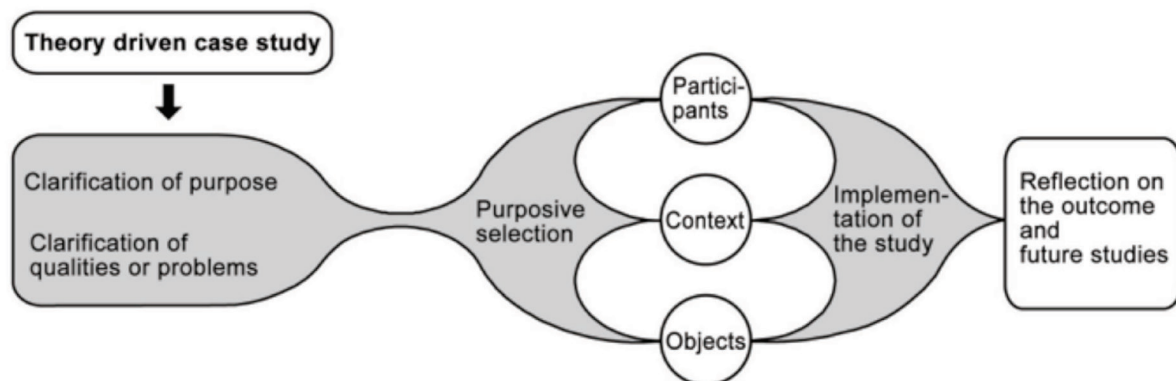 Theory driven case study
Clarification of purpose
Clarification of
qualities or problems
Purposive
selection
Partici-
pants
Context
Objects
Implemen-
tation of
the study
Reflection on
the outcome
and
future studies